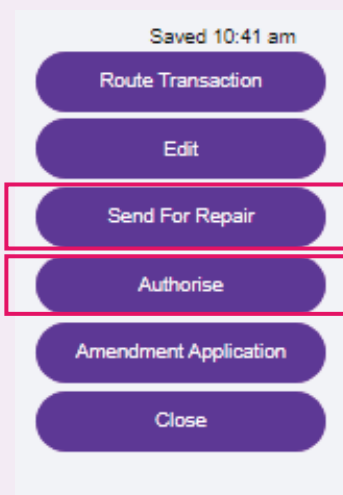 Saved 10:41 am
Route Transaction
Edit
Send For Repair
Authorise
Amendment Application
Close